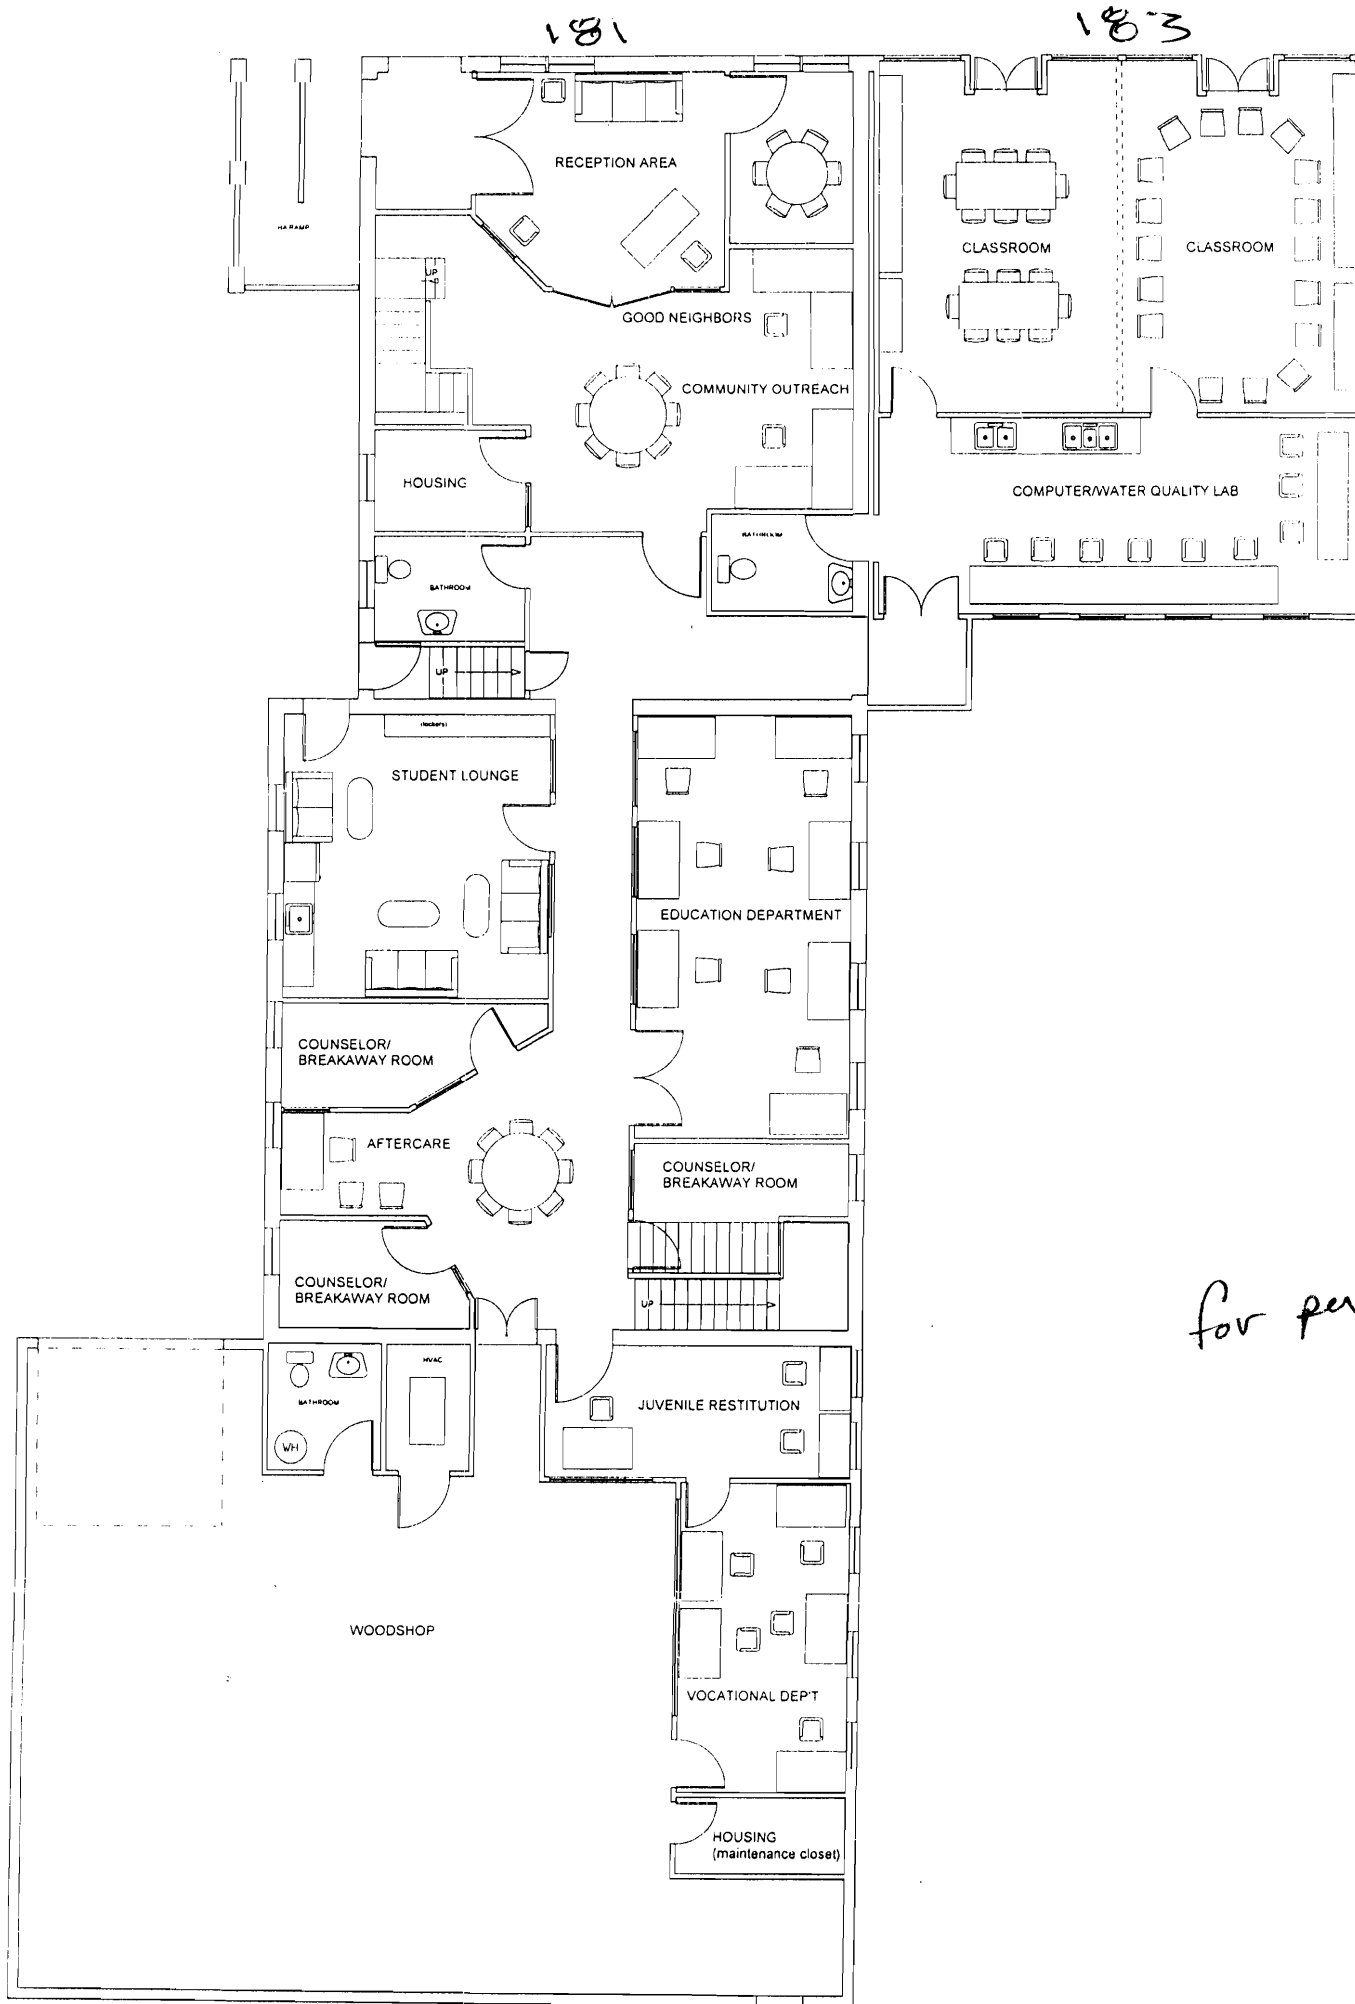 181
183
RECEPTION AREA
HA RAMP
CLASSROOM
CLASSROOM
UP
GOOD NEIGHBORS
COMMUNITY OUTREACH
HOUSING
COMPUTER/WATER QUALITY LAB
BATHROOM
BATHROOM
UP
(lockers)
STUDENT LOUNGE
EDUCATION DEPARTMENT
COUNSELOR/
BREAKAWAY ROOM
AFTERCARE
COUNSELOR/
BREAKAWAY ROOM
COUNSELOR/
BREAKAWAY ROOM
UP
for
HVAC
BATHROOM
JUVENILE RESTITUTION
WH
WOODSHOP
VOCATIONAL DEP'T
HOUSING
(maintenance closet)